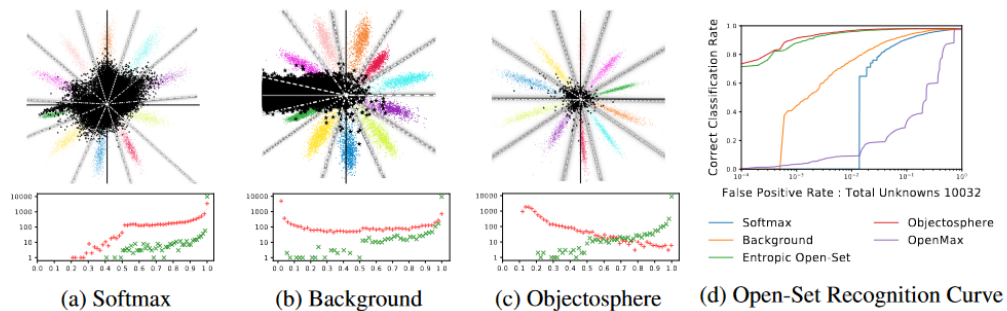 10000
1000
100
10
1
0.0 0.1 0.2 0.3 0.4 0.5 0.6 0.7 0.8 0.9 1.0
(a) Softmax
10000
1000
100
10
1
0.0 0.1 0.2 0.3 0.4 0.5 0.6 0.7 0.8 0.9 1.0
(b) Background
10000
1000
100
10
1
0.0 0.1 0.2 0.3 0.4 0.5 0.6 0.7 0.8 0.9 1.0
(c) Objectosphere
Correct Classification Rate
1.0
0.8
0.6
0.4
0.2
0.0
10⁻⁴ 10⁻³ 10⁻² 10⁻¹ 10⁰
False Positive Rate : Total Unknowns 10032
Softmax
Background
Entropic Open-Set
Objectosphere
OpenMax
(d) Open-Set Recognition Curve